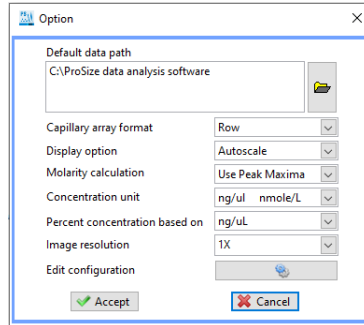 Option
Default data path
C:\ProSize data analysis software
Capillary array format Row
Display option Autoscale
Molarity calculation Use Peak Maxima
Concentration unit ng/ul nmole/L
Percent concentration based on ng/uL
Image resolution 1X
Edit configuration
Accept Cancel